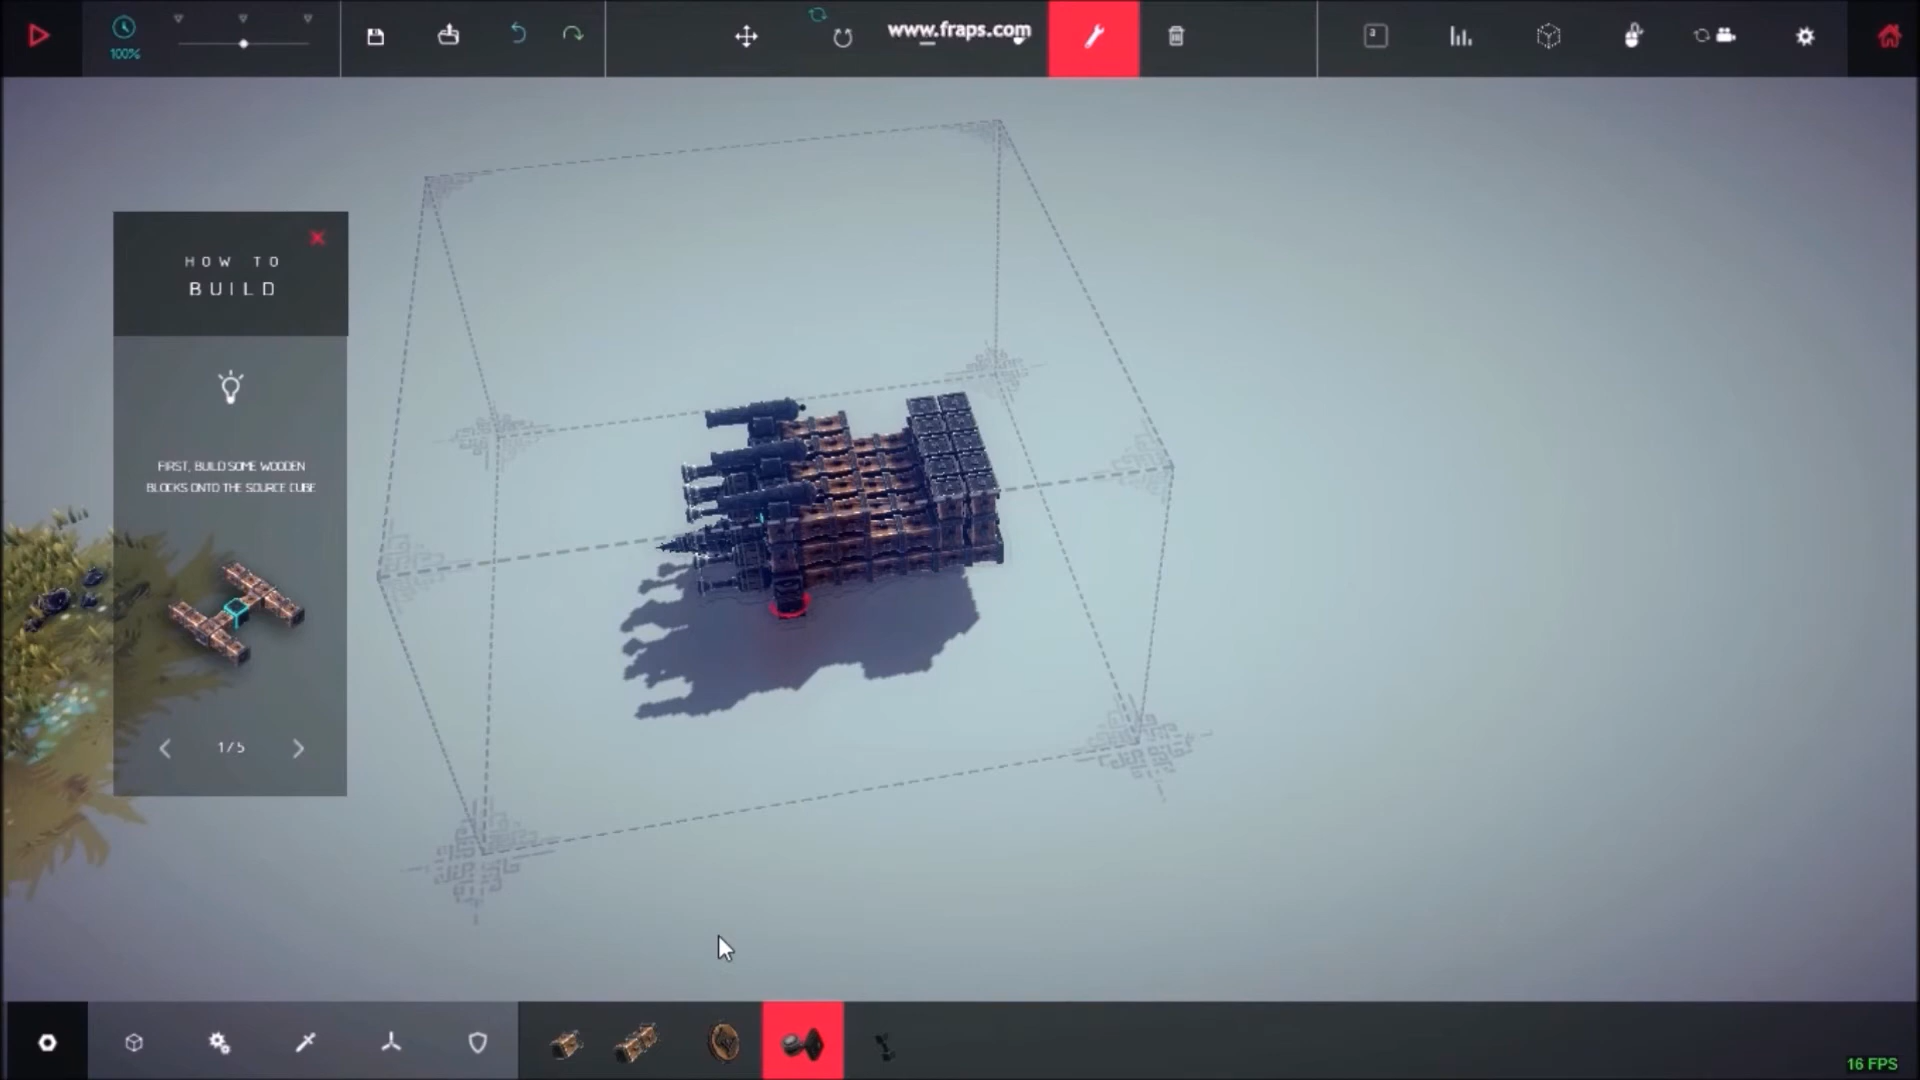 100%
www.fraps.com
HOW TO
BUILD
FIRST, BUILD SOME WOODEN
BLOCKS ONTO THE SOURCE CUBE
1/5
16 FPS